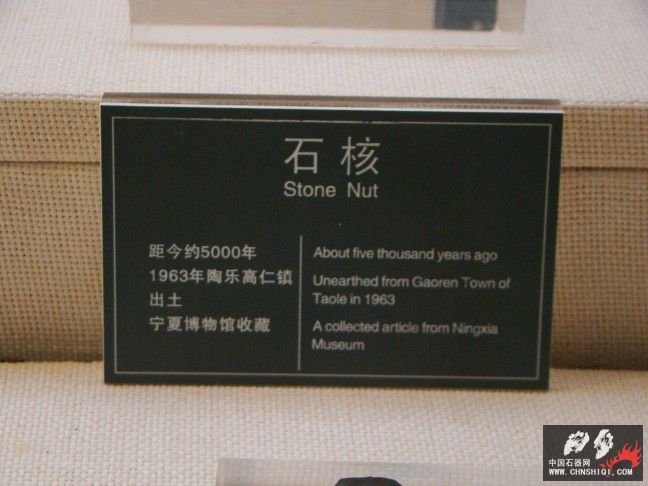 石核
Stone Nut
距今约5000年
1963年陶乐高仁镇
出土
宁夏博物馆收藏
About five thousand years ago
Unearthed from Gaoren Town of
Taole in 1963
A collected article from Ningxia
Museum
中国石器网
WWW.CHNSHIQI.COM